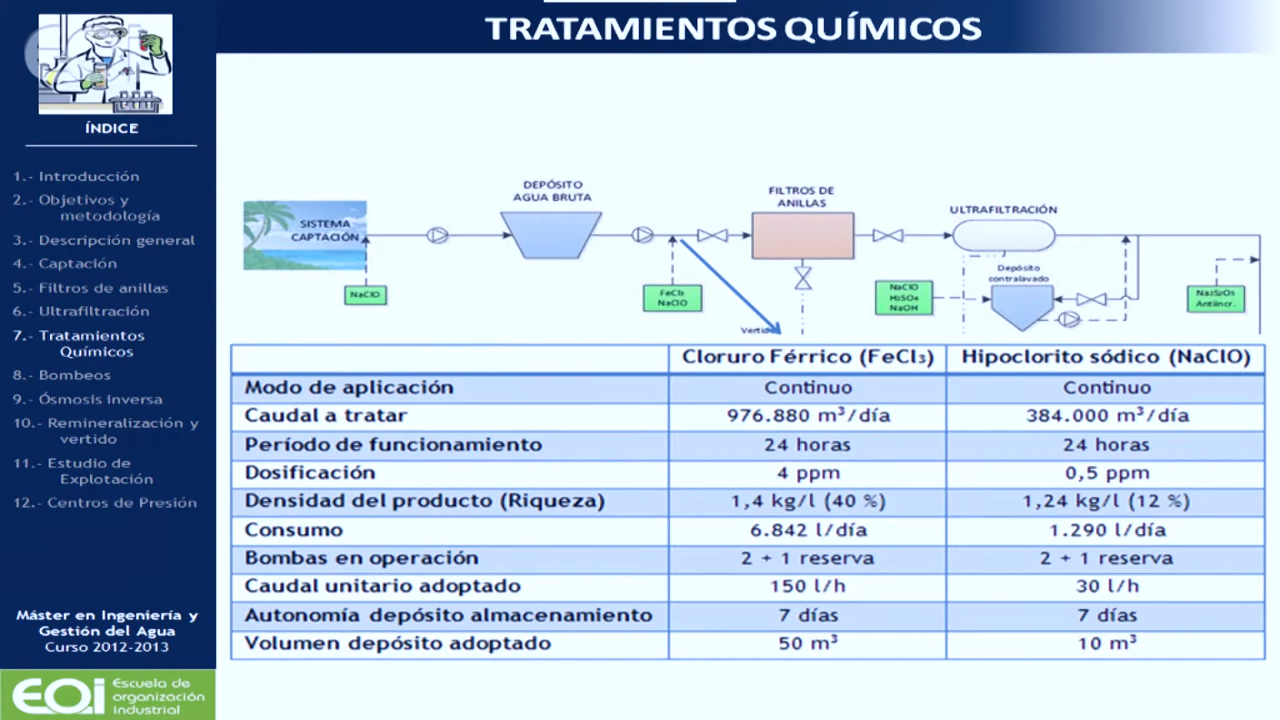 TRATAMIENTOS QUÍMICOS
ÍNDICE
1.- Introducción
2.- Objetivos y
metodología
3.- Descripción general
4.- Captación
5.- Filtros de anillas
6.- Ultrafiltración
7.- Tratamientos
Químicos
8.- Bombeos
9.- Ósmosis inversa
10.- Remineralización y
vertido
11.- Estudio de
Explotación
12.- Centros de Presión
Máster en Ingeniería y
Gestión del Agua
Curso 2012-2013
EOi Escuela de
organización
industrial
SISTEMA
CAPTACIÓN
NaClO
DEPÓSITO
AGUA BRUTA
FeCl₃
NaClO
FILTROS DE
ANILLAS
ULTRAFILTRACIÓN
Depósito
contralavado
NaClO
H₂SO₄
NaOH
Na₂S₂O₅
Antiincr.
Cloruro Férrico (FeCl₃) Hipoclorito sódico (NaClO)
Modo de aplicación Continuo Continuo
Caudal a tratar 976.880 m³/día 384.000 m³/día
Período de funcionamiento 24 horas 24 horas
Dosificación 4 ppm 0,5 ppm
Densidad del producto (Riqueza) 1,4 kg/l (40 %) 1,24 kg/l (12 %)
Consumo 6.842 l/día 1.290 l/día
Bombas en operación 2 + 1 reserva 2 + 1 reserva
Caudal unitario adoptado 150 l/h 30 l/h
Autonomía depósito almacenamiento 7 días 7 días
Volumen depósito adoptado 50 m³ 10 m³